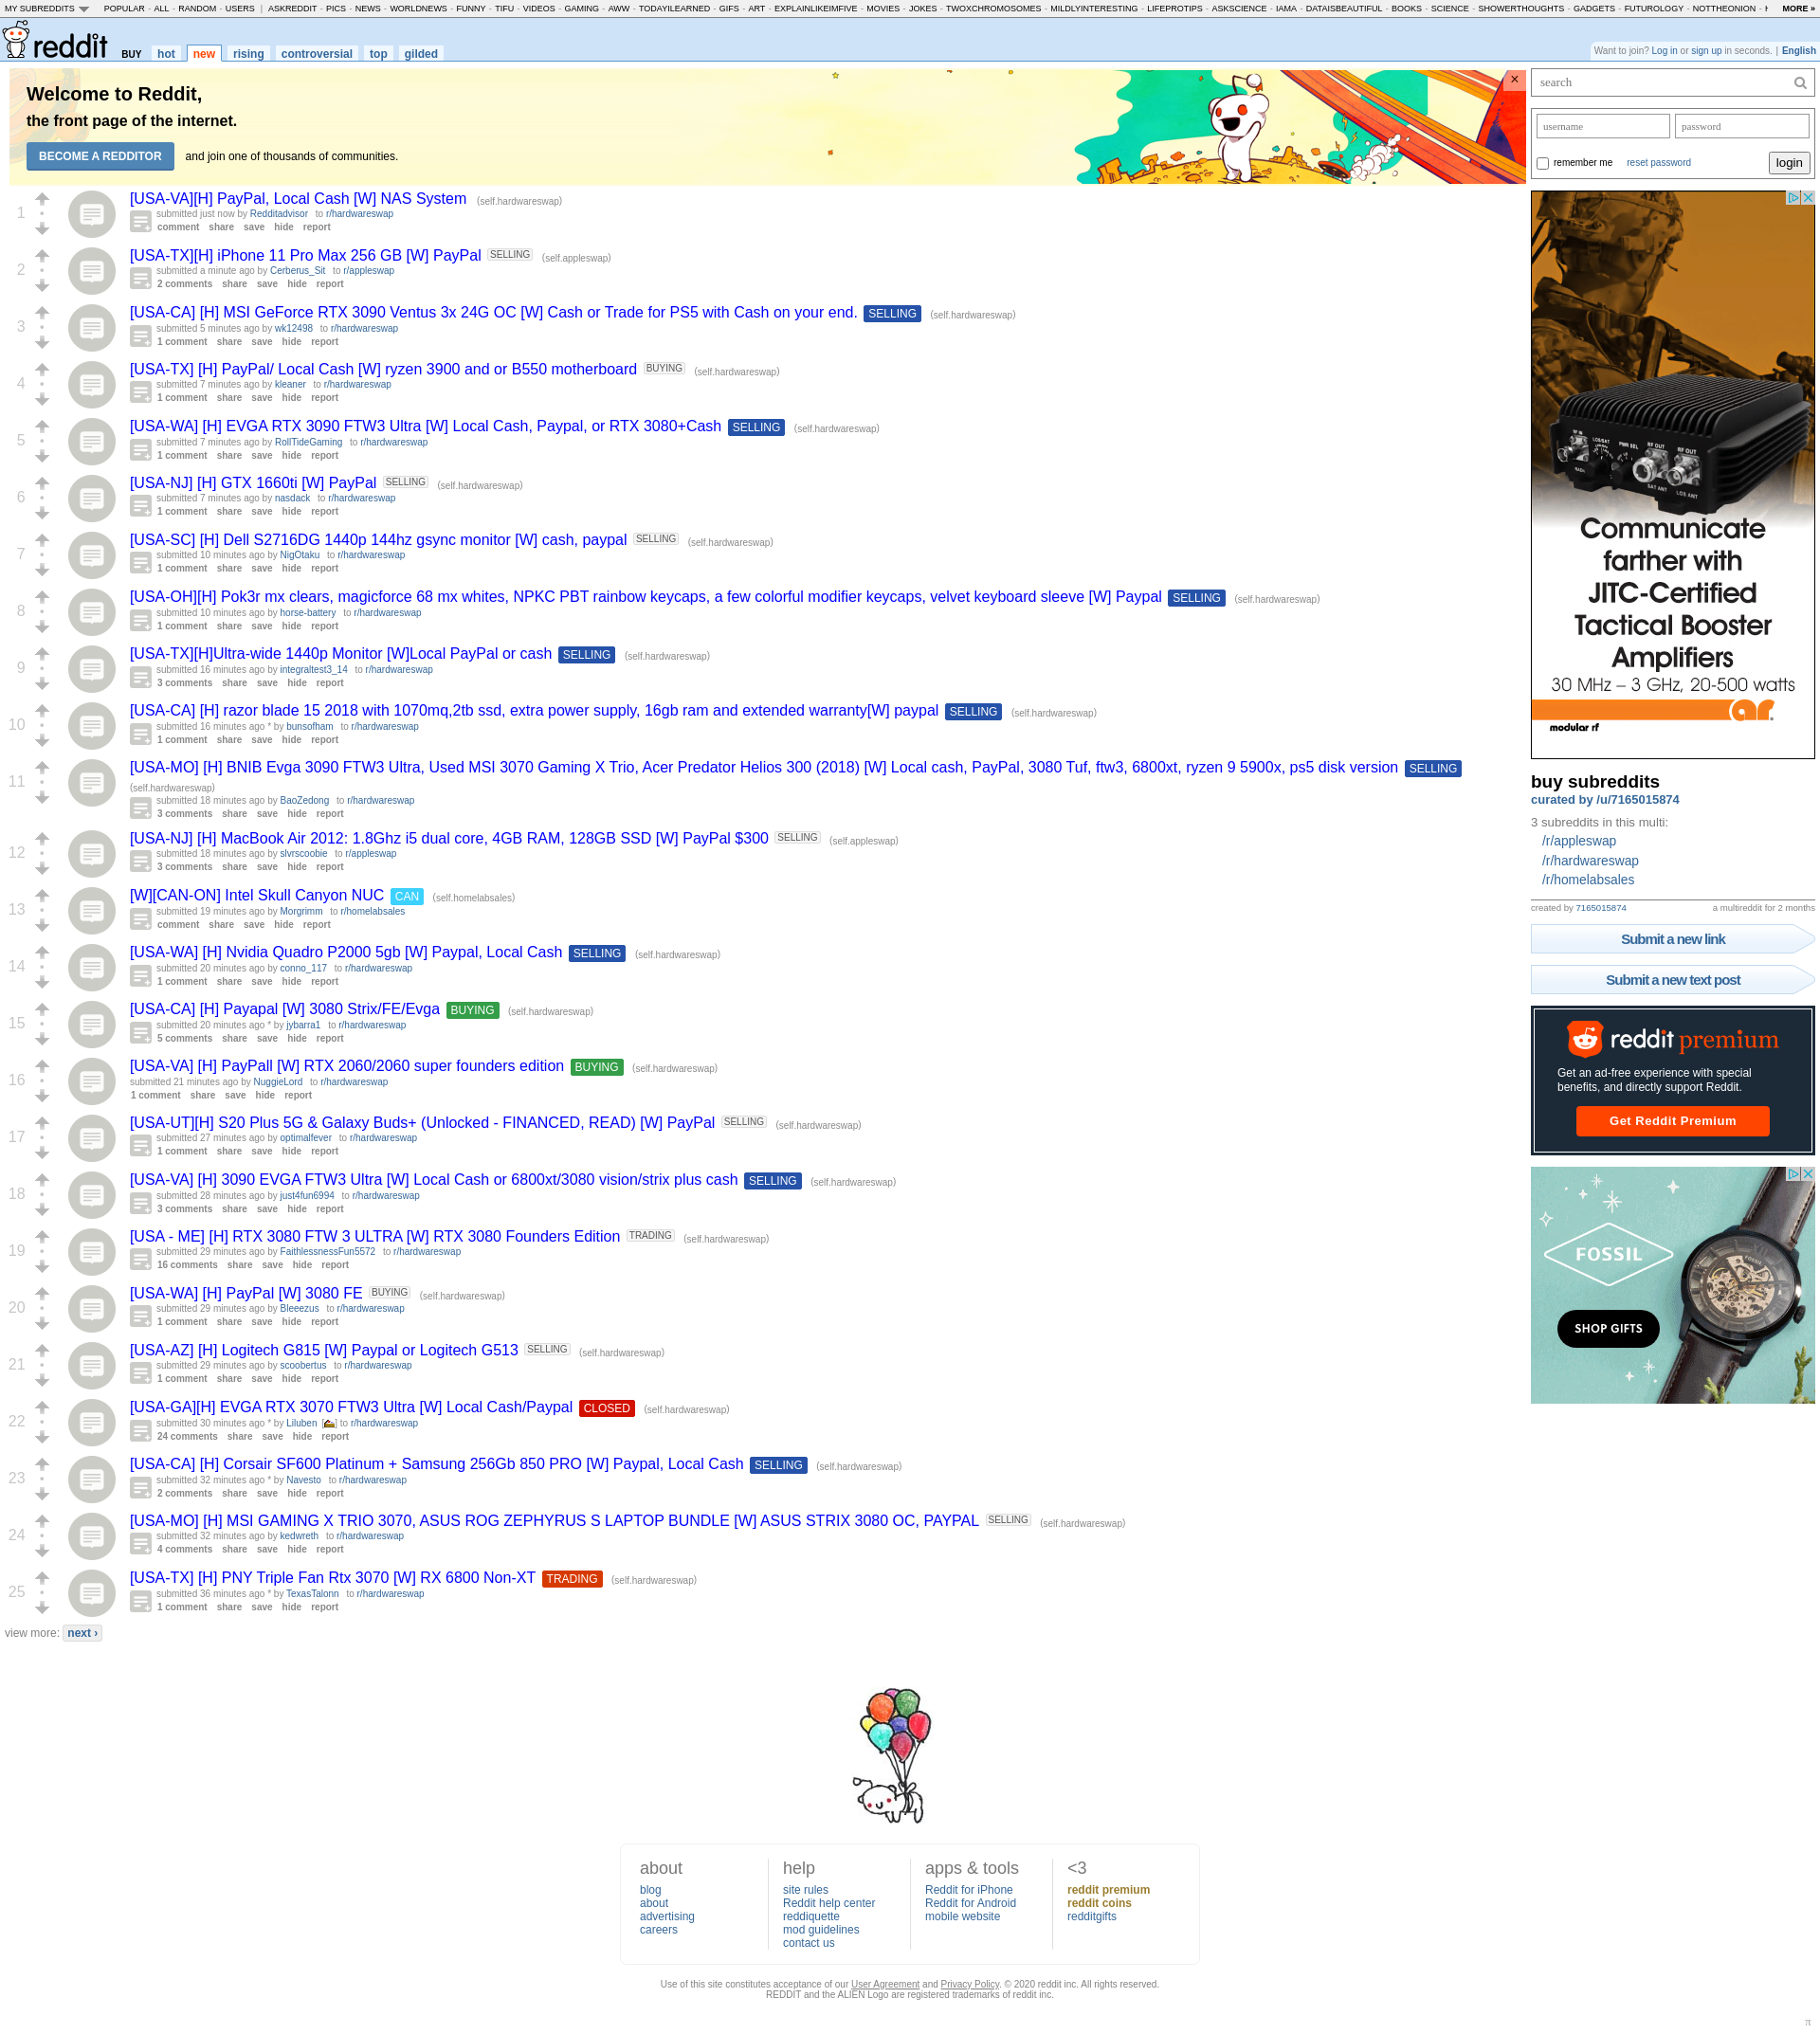 MY SUBREDDITS POPULAR - ALL - RANDOM - USERS | ASKREDDIT - PICS - NEWS - WORLDNEWS - FUNNY - TIFU - VIDEOS - GAMING - AWW - TODAYILEARNED - GIFS - ART - EXPLAINLIKEIMFIVE - MOVIES - JOKES - TWOXCHROMOSOMES - MILDLYINTERESTING - LIFEPROTIPS - ASKSCIENCE - IAMA - DATAISBEAUTIFUL - BOOKS - SCIENCE - SHOWERTHOUGHTS - GADGETS - FUTUROLOGY - NOTTHEONION - MORE »
reddit BUY hot new rising controversial top gilded
Want to join? Log in or sign up in seconds. | English
Welcome to Reddit,
the front page of the internet.
BECOME A REDDITOR and join one of thousands of communities.
×
1
[USA-VA][H] PayPal, Local Cash [W] NAS System (self.hardwareswap)
submitted just now by Redditadvisor to r/hardwareswap
comment share save hide report
2
[USA-TX][H] iPhone 11 Pro Max 256 GB [W] PayPal SELLING (self.appleswap)
submitted a minute ago by Cerberus_Sit to r/appleswap
2 comments share save hide report
3
[USA-CA] [H] MSI GeForce RTX 3090 Ventus 3x 24G OC [W] Cash or Trade for PS5 with Cash on your end. SELLING (self.hardwareswap)
submitted 5 minutes ago by wk12498 to r/hardwareswap
1 comment share save hide report
4
[USA-TX] [H] PayPal/ Local Cash [W] ryzen 3900 and or B550 motherboard BUYING (self.hardwareswap)
submitted 7 minutes ago by kleaner to r/hardwareswap
1 comment share save hide report
5
[USA-WA] [H] EVGA RTX 3090 FTW3 Ultra [W] Local Cash, Paypal, or RTX 3080+Cash SELLING (self.hardwareswap)
submitted 7 minutes ago by RollTideGaming to r/hardwareswap
1 comment share save hide report
6
[USA-NJ] [H] GTX 1660ti [W] PayPal SELLING (self.hardwareswap)
submitted 7 minutes ago by nasdack to r/hardwareswap
1 comment share save hide report
7
[USA-SC] [H] Dell S2716DG 1440p 144hz gsync monitor [W] cash, paypal SELLING (self.hardwareswap)
submitted 10 minutes ago by NigOtaku to r/hardwareswap
1 comment share save hide report
8
[USA-OH][H] Pok3r mx clears, magicforce 68 mx whites, NPKC PBT rainbow keycaps, a few colorful modifier keycaps, velvet keyboard sleeve [W] Paypal SELLING (self.hardwareswap)
submitted 10 minutes ago by horse-battery to r/hardwareswap
1 comment share save hide report
9
[USA-TX][H]Ultra-wide 1440p Monitor [W]Local PayPal or cash SELLING (self.hardwareswap)
submitted 16 minutes ago by integraltest3_14 to r/hardwareswap
3 comments share save hide report
10
[USA-CA] [H] razor blade 15 2018 with 1070mq,2tb ssd, extra power supply, 16gb ram and extended warranty[W] paypal SELLING (self.hardwareswap)
submitted 16 minutes ago * by bunsofham to r/hardwareswap
1 comment share save hide report
11
[USA-MO] [H] BNIB Evga 3090 FTW3 Ultra, Used MSI 3070 Gaming X Trio, Acer Predator Helios 300 (2018) [W] Local cash, PayPal, 3080 Tuf, ftw3, 6800xt, ryzen 9 5900x, ps5 disk version SELLING
(self.hardwareswap)
submitted 18 minutes ago by BaoZedong to r/hardwareswap
3 comments share save hide report
12
[USA-NJ] [H] MacBook Air 2012: 1.8Ghz i5 dual core, 4GB RAM, 128GB SSD [W] PayPal $300 SELLING (self.appleswap)
submitted 18 minutes ago by slvrscoobie to r/appleswap
3 comments share save hide report
13
[W][CAN-ON] Intel Skull Canyon NUC CAN (self.homelabsales)
submitted 19 minutes ago by Morgrimm to r/homelabsales
comment share save hide report
14
[USA-WA] [H] Nvidia Quadro P2000 5gb [W] Paypal, Local Cash SELLING (self.hardwareswap)
submitted 20 minutes ago by conno_117 to r/hardwareswap
1 comment share save hide report
15
[USA-CA] [H] Payapal [W] 3080 Strix/FE/Evga BUYING (self.hardwareswap)
submitted 20 minutes ago * by jybarra1 to r/hardwareswap
5 comments share save hide report
16
[USA-VA] [H] PayPall [W] RTX 2060/2060 super founders edition BUYING (self.hardwareswap)
submitted 21 minutes ago by NuggieLord to r/hardwareswap
1 comment share save hide report
17
[USA-UT][H] S20 Plus 5G & Galaxy Buds+ (Unlocked - FINANCED, READ) [W] PayPal SELLING (self.hardwareswap)
submitted 27 minutes ago by optimalfever to r/hardwareswap
1 comment share save hide report
18
[USA-VA] [H] 3090 EVGA FTW3 Ultra [W] Local Cash or 6800xt/3080 vision/strix plus cash SELLING (self.hardwareswap)
submitted 28 minutes ago by just4fun6994 to r/hardwareswap
3 comments share save hide report
19
[USA - ME] [H] RTX 3080 FTW 3 ULTRA [W] RTX 3080 Founders Edition TRADING (self.hardwareswap)
submitted 29 minutes ago by FaithlessnessFun5572 to r/hardwareswap
16 comments share save hide report
20
[USA-WA] [H] PayPal [W] 3080 FE BUYING (self.hardwareswap)
submitted 29 minutes ago by Bleeezus to r/hardwareswap
1 comment share save hide report
21
[USA-AZ] [H] Logitech G815 [W] Paypal or Logitech G513 SELLING (self.hardwareswap)
submitted 29 minutes ago by scoobertus to r/hardwareswap
1 comment share save hide report
22
[USA-GA][H] EVGA RTX 3070 FTW3 Ultra [W] Local Cash/Paypal CLOSED (self.hardwareswap)
submitted 30 minutes ago * by Liluben [] to r/hardwareswap
24 comments share save hide report
23
[USA-CA] [H] Corsair SF600 Platinum + Samsung 256Gb 850 PRO [W] Paypal, Local Cash SELLING (self.hardwareswap)
submitted 32 minutes ago * by Navesto to r/hardwareswap
2 comments share save hide report
24
[USA-MO] [H] MSI GAMING X TRIO 3070, ASUS ROG ZEPHYRUS S LAPTOP BUNDLE [W] ASUS STRIX 3080 OC, PAYPAL SELLING (self.hardwareswap)
submitted 32 minutes ago by kedwreth to r/hardwareswap
4 comments share save hide report
25
[USA-TX] [H] PNY Triple Fan Rtx 3070 [W] RX 6800 Non-XT TRADING (self.hardwareswap)
submitted 36 minutes ago * by TexasTalonn to r/hardwareswap
1 comment share save hide report
view more: next ›
search
username password
remember me reset password login
PWR SEL RF OUT RF OUT
SAT ANT LOS ANT
Communicate
farther with
JITC-Certified
Tactical Booster
Amplifiers
30 MHz – 3 GHz, 20-500 watts
ar
modular rf
buy subreddits
curated by /u/7165015874
3 subreddits in this multi:
/r/appleswap
/r/hardwareswap
/r/homelabsales
created by 7165015874 a multireddit for 2 months
Submit a new link
Submit a new text post
reddit premium
Get an ad-free experience with special
benefits, and directly support Reddit.
Get Reddit Premium
FOSSIL
SHOP GIFTS
about
blog
about
advertising
careers
help
site rules
Reddit help center
reddiquette
mod guidelines
contact us
apps & tools
Reddit for iPhone
Reddit for Android
mobile website
<3
reddit premium
reddit coins
redditgifts
Use of this site constitutes acceptance of our User Agreement and Privacy Policy. © 2020 reddit inc. All rights reserved.
REDDIT and the ALIEN Logo are registered trademarks of reddit inc.
π